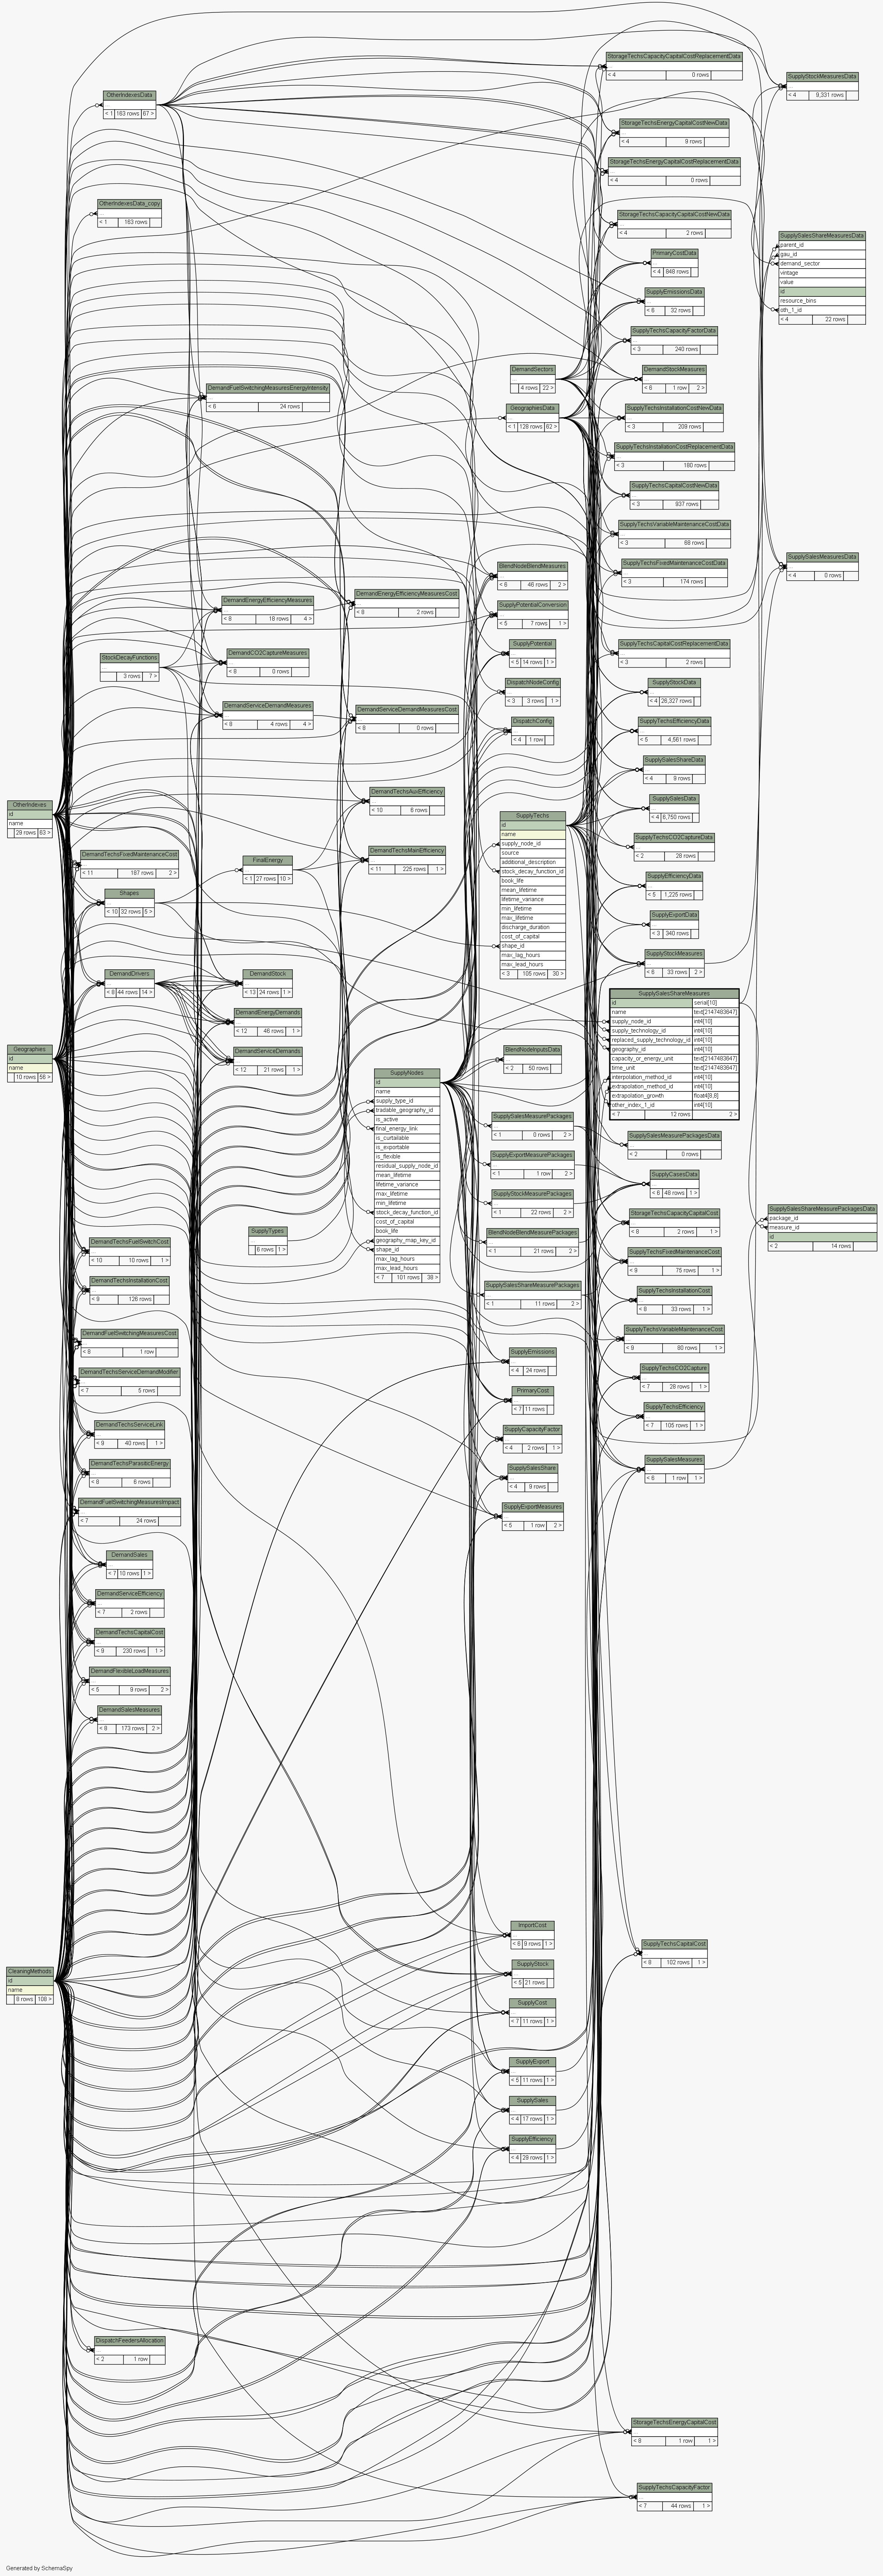 StorageTechsCapacityCapitalCostReplacementData
...
< 4 0 rows
SupplyStockMeasuresData
...
< 4 9,331 rows
OtherIndexesData
...
< 1 163 rows 67 >
StorageTechsEnergyCapitalCostNewData
...
< 4 9 rows
StorageTechsEnergyCapitalCostReplacementData
...
< 4 0 rows
OtherIndexesData_copy
...
< 1 163 rows
StorageTechsCapacityCapitalCostNewData
...
< 4 2 rows
SupplySalesShareMeasuresData
parent_id
gau_id
demand_sector
vintage
value
id
resource_bins
oth_1_id
< 4 22 rows
PrimaryCostData
...
< 4 848 rows
SupplyEmissionsData
...
< 6 32 rows
SupplyTechsCapacityFactorData
...
< 3 240 rows
DemandSectors
...
4 rows 22 >
DemandStockMeasures
...
< 6 1 row 2 >
DemandFuelSwitchingMeasuresEnergyIntensity
...
< 6 24 rows
GeographiesData
...
< 1 128 rows 62 >
SupplyTechsInstallationCostNewData
...
< 3 209 rows
SupplyTechsInstallationCostReplacementData
...
< 3 180 rows
SupplyTechsCapitalCostNewData
...
< 3 937 rows
SupplyTechsVariableMaintenanceCostData
...
< 3 68 rows
SupplyTechsFixedMaintenanceCostData
...
< 3 174 rows
SupplySalesMeasuresData
...
< 4 0 rows
BlendNodeBlendMeasures
...
< 6 46 rows 2 >
DemandEnergyEfficiencyMeasures
...
< 8 18 rows 4 >
DemandEnergyEfficiencyMeasuresCost
...
< 8 2 rows
SupplyPotentialConversion
...
< 5 7 rows 1 >
SupplyPotential
...
< 5 14 rows 1 >
SupplyTechsCapitalCostReplacementData
...
< 3 2 rows
StockDecayFunctions
...
3 rows 7 >
DemandCO2CaptureMeasures
...
< 8 0 rows
DispatchNodeConfig
...
< 3 3 rows 1 >
SupplyStockData
...
< 4 26,327 rows
DemandServiceDemandMeasures
...
< 8 4 rows 4 >
DemandServiceDemandMeasuresCost
...
< 8 0 rows
DispatchConfig
...
< 4 1 row
SupplyTechsEfficiencyData
...
< 5 4,561 rows
SupplySalesShareData
...
< 4 9 rows
OtherIndexes
id
name
29 rows 63 >
DemandTechsAuxEfficiency
...
< 10 6 rows
SupplySalesData
...
< 4 6,750 rows
SupplyTechs
id
name
supply_node_id
source
additional_description
stock_decay_function_id
book_life
mean_lifetime
lifetime_variance
min_lifetime
max_lifetime
discharge_duration
cost_of_capital
shape_id
max_lag_hours
max_lead_hours
< 3 105 rows 30 >
SupplyTechsCO2CaptureData
...
< 2 26 rows
DemandTechsFixedMaintenanceCost
...
< 11 187 rows 2 >
FinalEnergy
...
< 1 27 rows 10 >
DemandTechsMainEfficiency
...
< 11 225 rows 1 >
SupplyEfficiencyData
...
< 5 1,225 rows
Shapes
...
< 10 32 rows 5 >
SupplyExportData
...
< 3 340 rows
SupplyStockMeasures
...
< 6 33 rows 2 >
DemandDrivers
...
< 8 44 rows 14 >
DemandStock
...
< 13 24 rows 1 >
SupplySalesShareMeasures
id serial[10]
name text[2147483647]
supply_node_id int4[10]
supply_technology_id int4[10]
replaced_supply_technology_id int4[10]
geography_id int4[10]
capacity_or_energy_unit text[2147483647]
time_unit text[2147483647]
interpolation_method_id int4[10]
extrapolation_method_id int4[10]
extrapolation_growth float4[8,8]
other_index_1_id int4[10]
< 7 12 rows 2 >
DemandEnergyDemands
...
< 12 46 rows 1 >
Geographies
id
name
10 rows 56 >
DemandServiceDemands
...
< 12 21 rows 1 >
BlendNodeInputsData
...
< 2 50 rows
SupplyNodes
id
name
supply_type_id
tradable_geography_id
is_active
final_energy_link
is_curtailable
is_exportable
is_flexible
residual_supply_node_id
mean_lifetime
lifetime_variance
max_lifetime
min_lifetime
stock_decay_function_id
cost_of_capital
book_life
geography_map_key_id
shape_id
max_lag_hours
max_lead_hours
< 7 101 rows 38 >
SupplySalesMeasurePackages
...
< 1 0 rows 2 >
SupplySalesMeasurePackagesData
...
< 2 0 rows
SupplyExportMeasurePackages
...
< 1 1 row 2 >
SupplyCasesData
...
< 6 48 rows 1 >
SupplyStockMeasurePackages
...
< 1 22 rows 2 >
SupplySalesShareMeasurePackagesData
package_id
measure_id
id
< 2 14 rows
StorageTechsCapacityCapitalCost
...
< 8 2 rows 1 >
SupplyTypes
...
6 rows 1 >
BlendNodeBlendMeasurePackages
...
< 1 21 rows 2 >
DemandTechsFuelSwitchCost
...
< 10 10 rows 1 >
SupplyTechsFixedMaintenanceCost
...
< 9 75 rows 1 >
DemandTechsInstallationCost
...
< 9 126 rows
SupplySalesShareMeasurePackages
...
< 1 11 rows 2 >
SupplyTechsInstallationCost
...
< 8 33 rows 1 >
DemandFuelSwitchingMeasuresCost
...
< 8 1 row
SupplyTechsVariableMaintenanceCost
...
< 9 80 rows 1 >
SupplyEmissions
...
< 4 24 rows
DemandTechsServiceDemandModifier
...
< 7 5 rows
SupplyTechsCO2Capture
...
< 7 28 rows 1 >
PrimaryCost
...
< 7 11 rows
SupplyTechsEfficiency
...
< 7 105 rows 1 >
DemandTechsServiceLink
...
< 9 40 rows 1 >
SupplyCapacityFactor
...
< 4 2 rows 1 >
DemandTechsParasiticEnergy
...
< 8 6 rows
SupplySalesShare
...
< 4 9 rows
SupplySalesMeasures
...
< 6 1 row 1 >
DemandFuelSwitchingMeasuresImpact
...
< 7 24 rows
SupplyExportMeasures
...
< 5 1 row 2 >
DemandSales
...
< 7 10 rows 1 >
DemandServiceEfficiency
...
< 7 2 rows
DemandTechsCapitalCost
...
< 9 230 rows 1 >
DemandFlexibleLoadMeasures
...
< 5 9 rows 2 >
DemandSalesMeasures
...
< 8 173 rows 2 >
ImportCost
...
< 6 9 rows 1 >
SupplyTechsCapitalCost
...
< 8 102 rows 1 >
CleaningMethods
id
name
8 rows 108 >
SupplyStock
...
< 5 21 rows
SupplyCost
...
< 7 11 rows 1 >
SupplyExport
...
< 5 11 rows 1 >
SupplySales
...
< 4 17 rows 1 >
SupplyEfficiency
...
< 4 28 rows 1 >
DispatchFeedersAllocation
...
< 2 1 row
StorageTechsEnergyCapitalCost
...
< 8 1 row 1 >
SupplyTechsCapacityFactor
...
< 7 44 rows 1 >
Generated by SchemaSpy